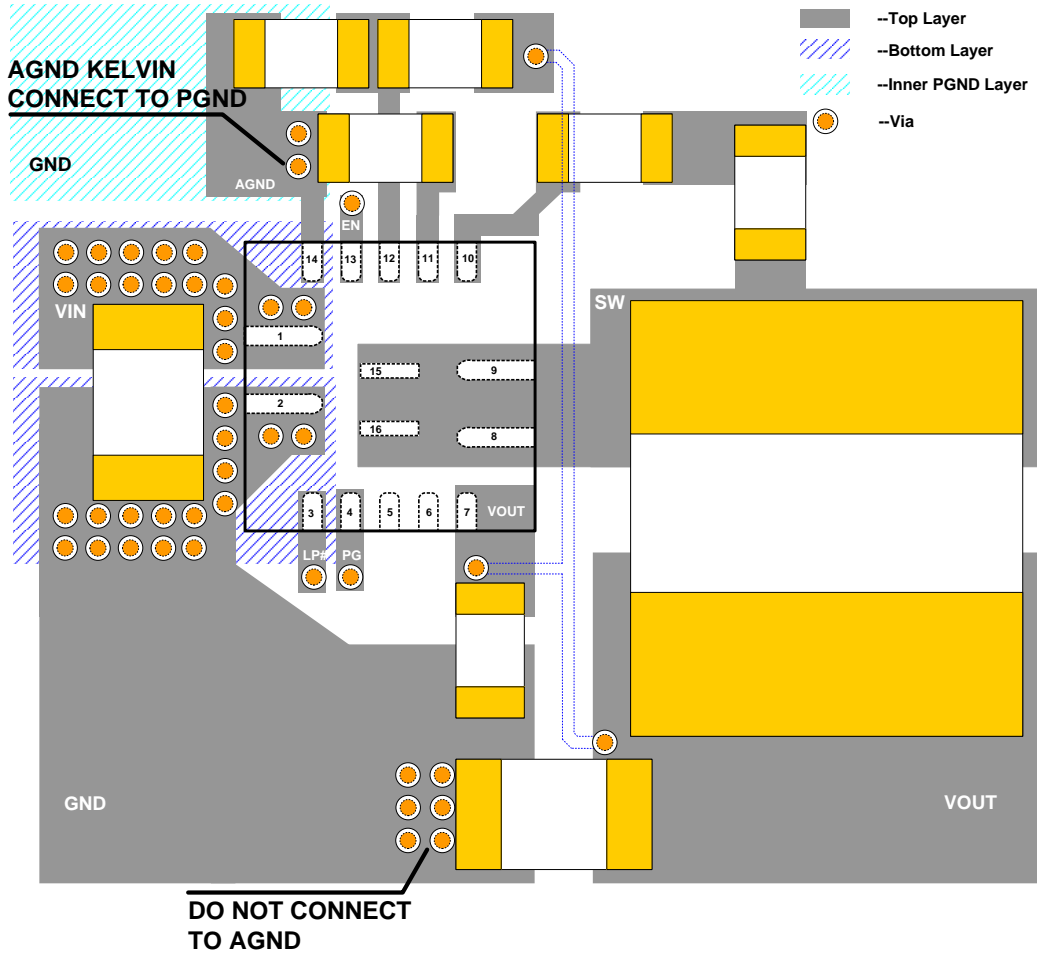 --Top Layer
--Bottom Layer
--Inner PGND Layer
--Via
AGND KELVIN
CONNECT TO PGND
GND
AGND
EN
14
13
12
11
10
VIN
SW
1
15
9
2
16
8
3
4
5
6
7
VOUT
LP#
PG
GND
VOUT
DO NOT CONNECT
TO AGND